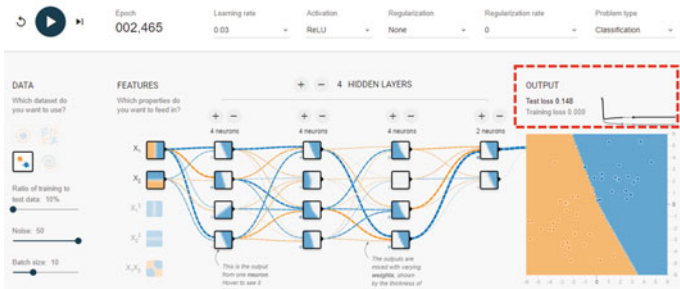 Epoch
002,465
Learning rate
0.03
Activation
ReLU
Regularization
None
Regularization rate
0
Problem type
Classification
DATA
Which dataset do
you want to use?
Ratio of training to
test data: 10%
Noise: 50
Batch size: 10
FEATURES
Which properties do
you want to feed in?
X₁
X₂
X₁²
X₂²
X₁X₂
+ − 4 HIDDEN LAYERS
+ −
4 neurons
+ −
4 neurons
+ −
4 neurons
+ −
2 neurons
This is the output
from one neuron.
Hover to see it
The outputs are
mixed with varying
weights, shown
by the thickness of
OUTPUT
Test loss 0.148
Training loss 0.000